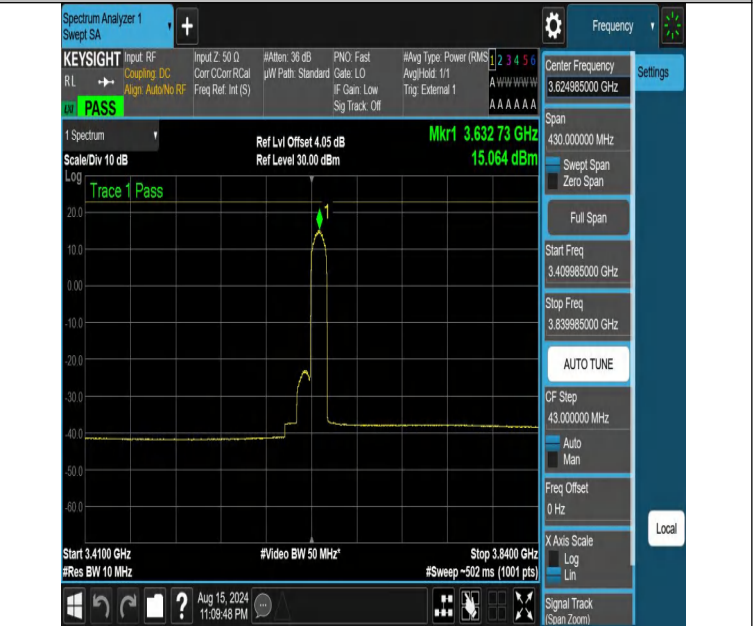 Spectrum Analyzer 1
Swept SA
Frequency
KEYSIGHT
RL
PASS
Input: RF
Coupling: DC
Align: Auto/No RF
Input Z: 50 Ω
Corr CCorr RCal
Freq Ref: Int (S)
#Atten: 36 dB
µW Path: Standard
PNO: Fast
Gate: LO
IF Gain: Low
Sig Track: Off
#Avg Type: Power (RMS
Avg|Hold: 1/1
Trig: External 1
1 2 3 4 5 6
A W W W W W
A A A A A A
1 Spectrum
Scale/Div 10 dB
Ref Lvl Offset 4.05 dB
Ref Level 30.00 dBm
Mkr1 3.632 73 GHz
15.064 dBm
Log
Trace 1 Pass
1
20.0
10.0
0.00
-10.0
-20.0
-30.0
-40.0
-50.0
-60.0
Start 3.4100 GHz
#Res BW 10 MHz
#Video BW 50 MHz*
Stop 3.8400 GHz
#Sweep ~502 ms (1001 pts)
Center Frequency
3.624985000 GHz
Settings
Span
430.000000 MHz
Swept Span
Zero Span
Full Span
Start Freq
3.409985000 GHz
Stop Freq
3.839985000 GHz
AUTO TUNE
CF Step
43.000000 MHz
Auto
Man
Freq Offset
0 Hz
X Axis Scale
Log
Lin
Signal Track
(Span Zoom)
Local
?
Aug 15, 2024
11:09:48 PM